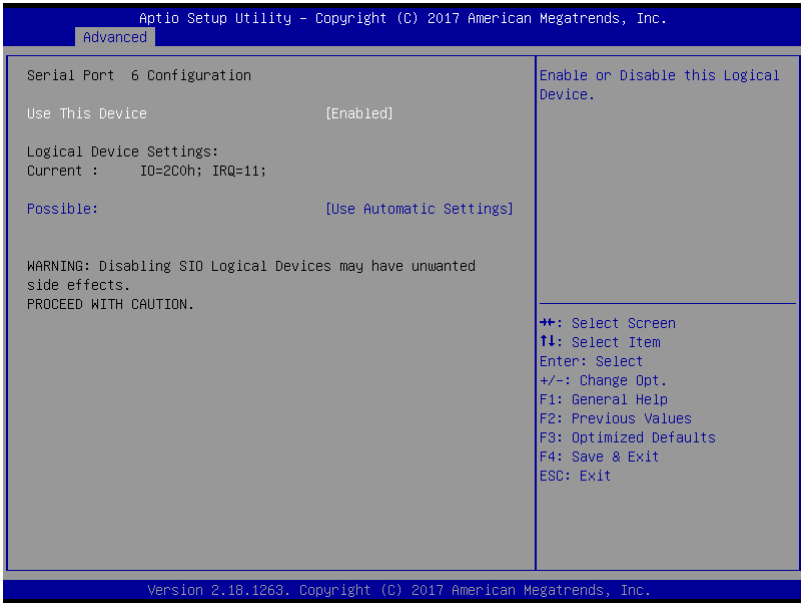 Aptio Setup Utility – Copyright (C) 2017 American Megatrends, Inc.
Advanced
Serial Port 6 Configuration
Use This Device [Enabled]
Logical Device Settings:
Current : IO=2C0h; IRQ=11;
Possible: [Use Automatic Settings]
WARNING: Disabling SIO Logical Devices may have unwanted
side effects.
PROCEED WITH CAUTION.
Enable or Disable this Logical
Device.
→←: Select Screen
↑↓: Select Item
Enter: Select
+/-: Change Opt.
F1: General Help
F2: Previous Values
F3: Optimized Defaults
F4: Save & Exit
ESC: Exit
Version 2.18.1263. Copyright (C) 2017 American Megatrends, Inc.